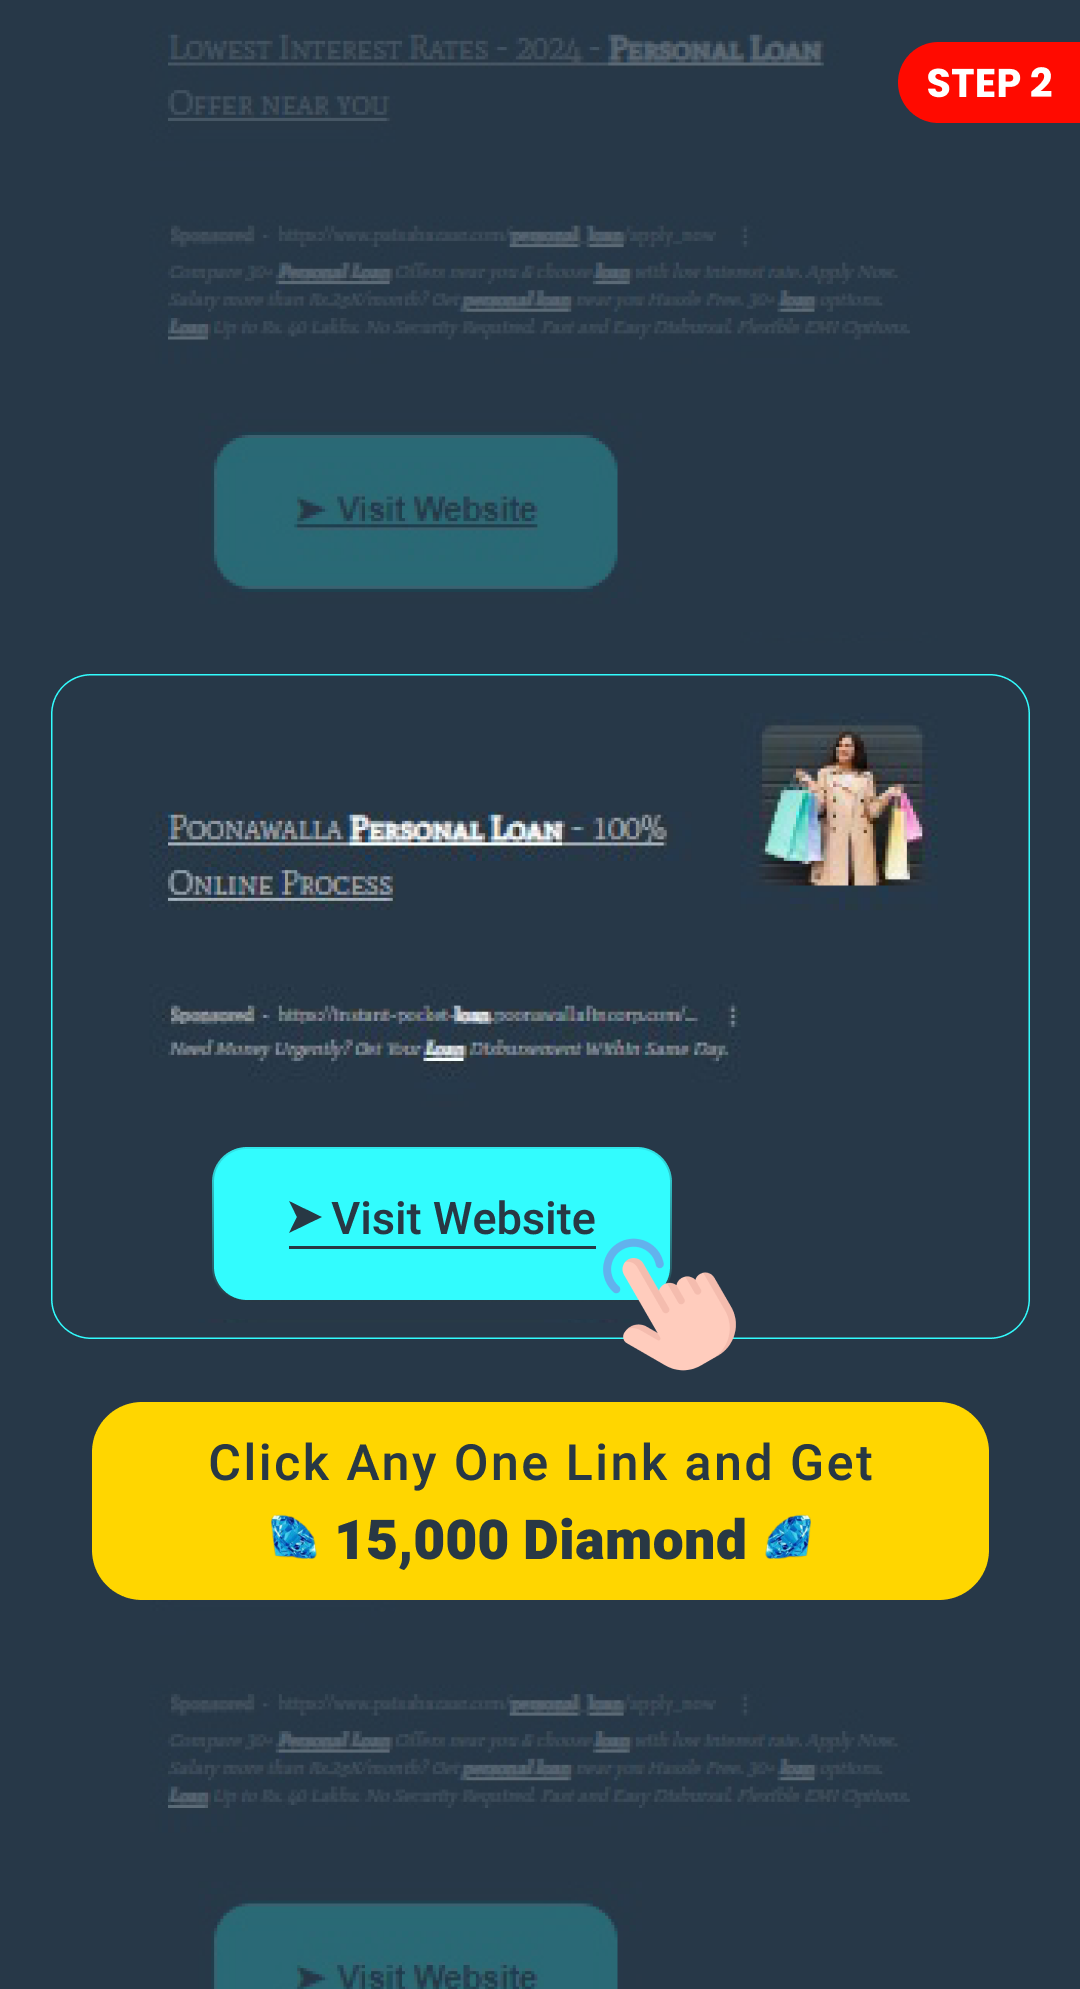 Lowest Interest Rates - 2024 - Personal Loan
Offer near you
STEP 2
Sponsored - https://www.paisabazaar.com/personal_loan/apply_now
Compare 30+ Personal Loan Offers near you & choose loan with low interest rate. Apply Now.
Salary more than Rs.25K/month? Get personal loan near you Hassle Free. 30+ loan options.
Loan Up to Rs. 40 Lakhs. No Security Required. Fast and Easy Disbursal. Flexible EMI Options.
➤ Visit Website
Poonawalla Personal Loan - 100%
Online Process
Sponsored - https://instant-pocket-loan.poonawallafincorp.com/...
Need Money Urgently? Get Your Loan Disbursement Within Same Day.
➤ Visit Website
Click Any One Link and Get
15,000 Diamond
Sponsored - https://www.paisabazaar.com/personal_loan/apply_now
Compare 30+ Personal Loan Offers near you & choose loan with low interest rate. Apply Now.
Salary more than Rs.25K/month? Get personal loan near you Hassle Free. 30+ loan options.
Loan Up to Rs. 40 Lakhs. No Security Required. Fast and Easy Disbursal. Flexible EMI Options.
➤ Visit Website